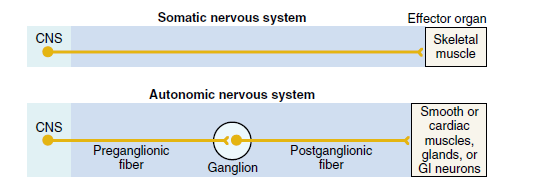 Somatic nervous system
Effector organ
CNS
Skeletal
muscle
Autonomic nervous system
CNS
Preganglionic
fiber
Ganglion
Postganglionic
fiber
Smooth or
cardiac
muscles,
glands, or
GI neurons